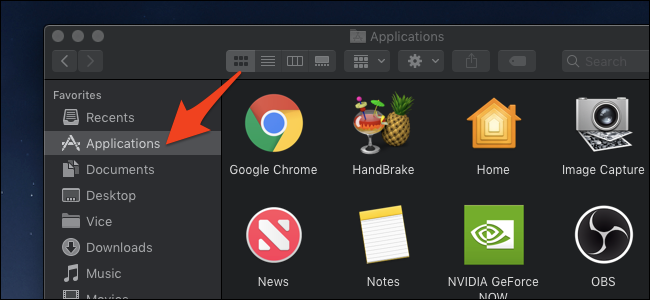 Applications
Search
Favorites
Recents
Applications
Documents
Desktop
Vice
Downloads
Music
Movies
Google Chrome
HandBrake
Home
Image Capture
News
Notes
NVIDIA GeForce
NOW
OBS